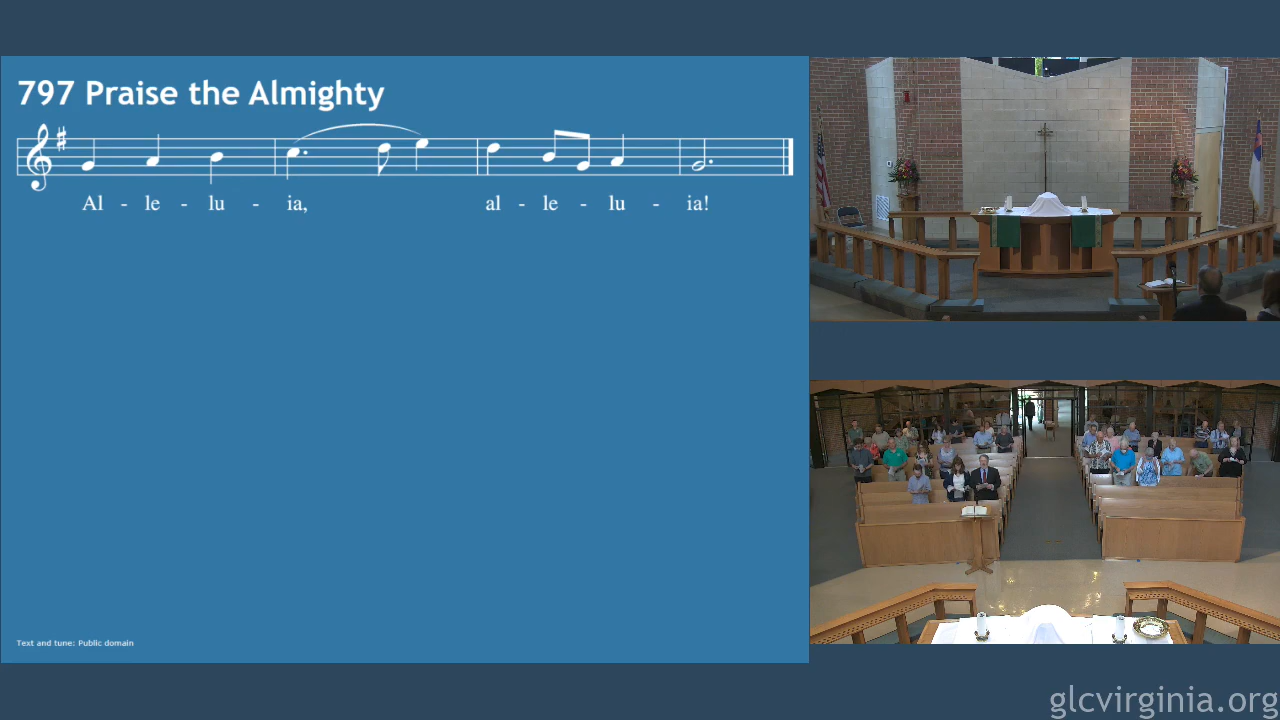 797 Praise the Almighty
Al - le - lu - ia, al - le - lu - ia!
Text and tune: Public domain
glcvirginia.org